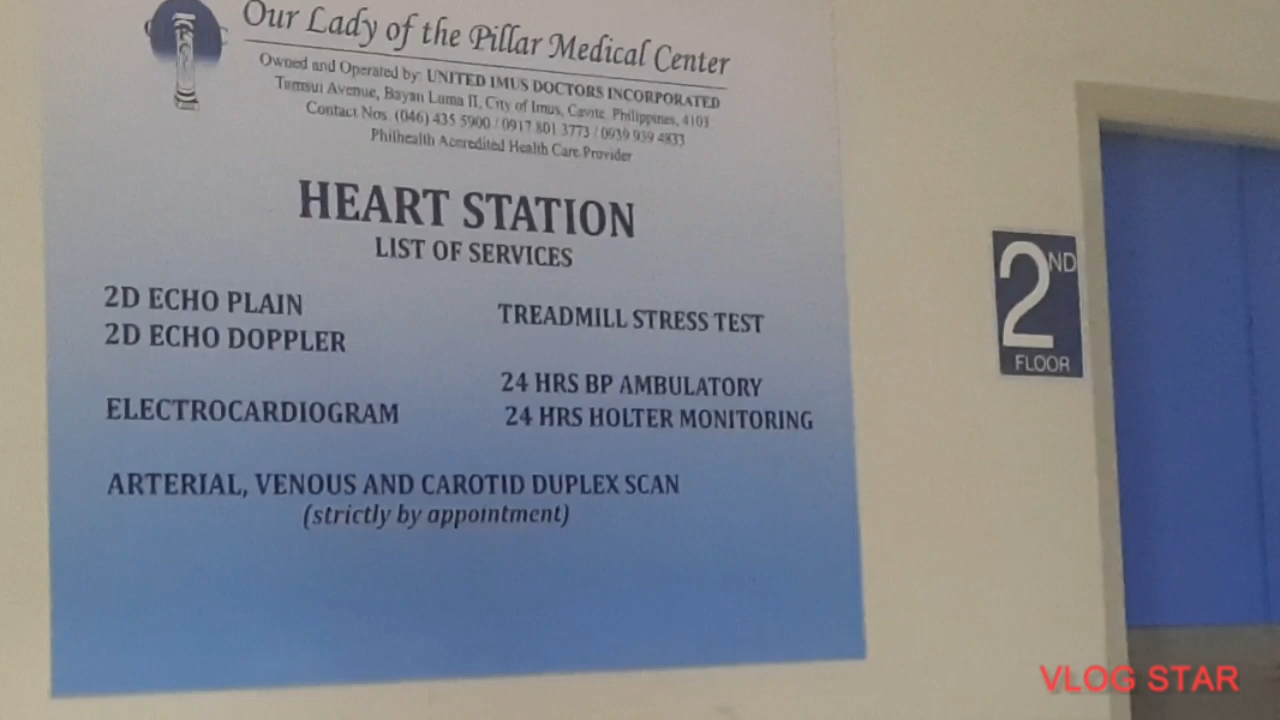 Our Lady of the Pillar Medical Center
Owned and Operated by: UNITED IMUS DOCTORS INCORPORATED
Tamsui Avenue, Bayan Luma II, City of Imus, Cavite, Philippines, 4103
Contact Nos. (046) 435 5900 / 0917 801 3773 / 0939 939 4833
Philhealth Accredited Health Care Provider
HEART STATION
LIST OF SERVICES
2D ECHO PLAIN
2D ECHO DOPPLER
ELECTROCARDIOGRAM
TREADMILL STRESS TEST
24 HRS BP AMBULATORY
24 HRS HOLTER MONITORING
ARTERIAL, VENOUS AND CAROTID DUPLEX SCAN
(strictly by appointment)
2ND
FLOOR
VLOG STAR